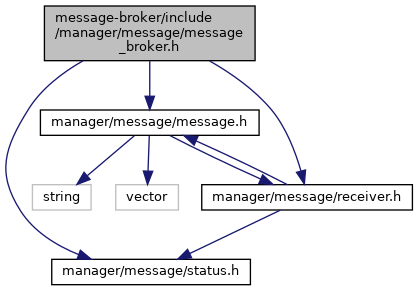 message-broker/include
/manager/message/message
_broker.h
manager/message/message.h
string
vector
manager/message/receiver.h
manager/message/status.h